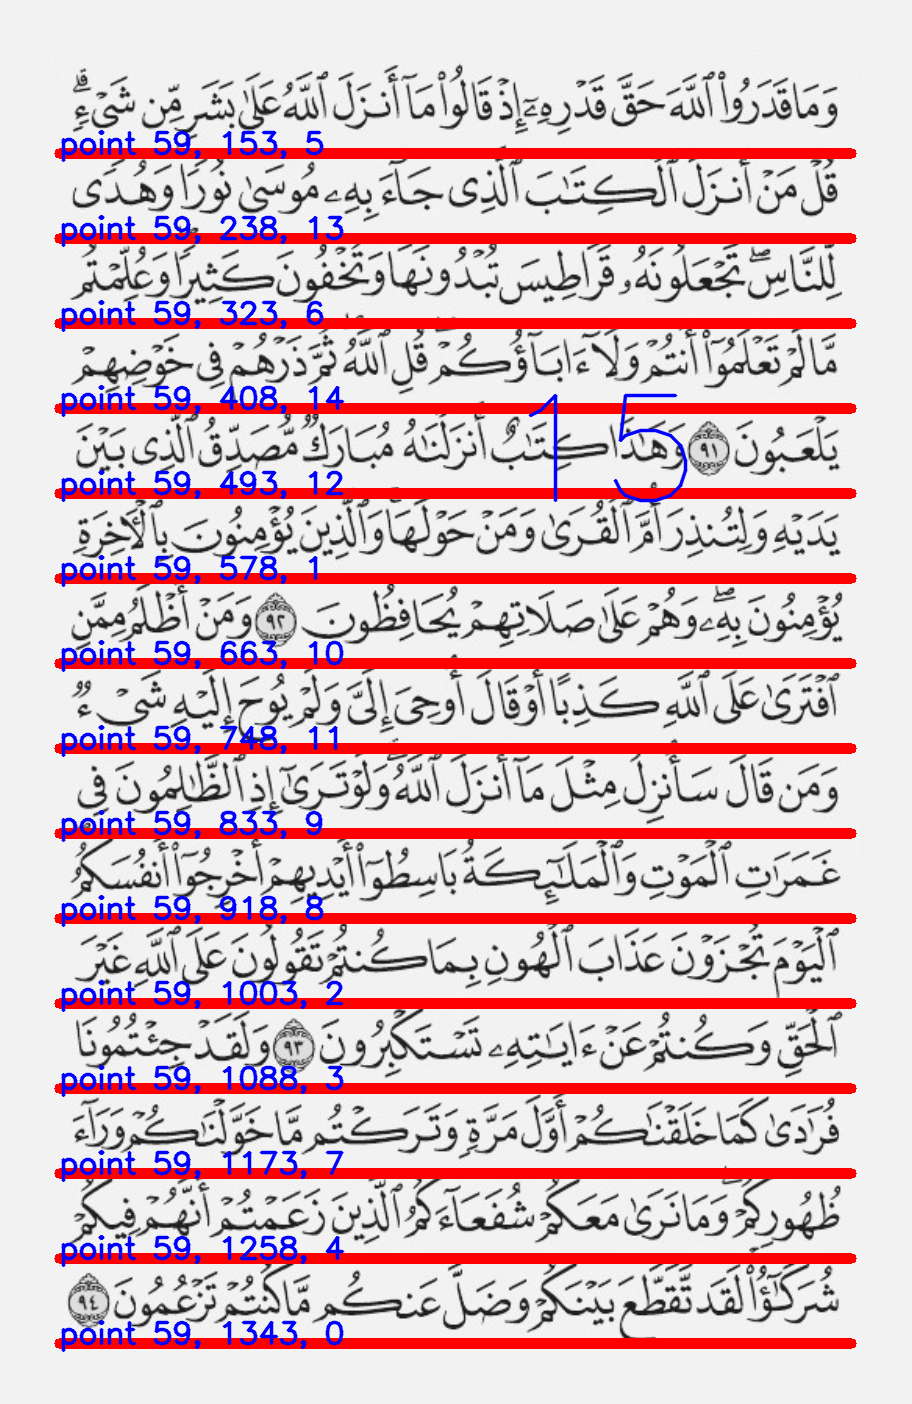 وَمَا قَدَرُوا۟ ٱللَّهَ حَقَّ قَدْرِهِۦٓ إِذْ قَالُوا۟ مَآ أَنزَلَ ٱللَّهُ عَلَىٰ بَشَرٍ مِّن شَىْءٍ ۗ
point 59, 153, 5
قُلْ مَنْ أَنزَلَ ٱلْكِتَـٰبَ ٱلَّذِى جَآءَ بِهِۦ مُوسَىٰ نُورًا وَهُدًى
point 59, 238, 13
لِّلنَّاسِ ۖ تَجْعَلُونَهُۥ قَرَاطِيسَ تُبْدُونَهَا وَتُخْفُونَ كَثِيرًا ۖ وَعُلِّمْتُم
point 59, 323, 6
مَّا لَمْ تَعْلَمُوٓا۟ أَنتُمْ وَلَآ ءَابَآؤُكُمْ ۖ قُلِ ٱللَّهُ ۖ ثُمَّ ذَرْهُمْ فِى خَوْضِهِمْ
point 59, 408, 14
يَلْعَبُونَ ٩١ وَهَـٰذَا كِتَـٰبٌ أَنزَلْنَـٰهُ مُبَارَكٌ مُّصَدِّقُ ٱلَّذِى بَيْنَ
15
point 59, 493, 12
يَدَيْهِ وَلِتُنذِرَ أُمَّ ٱلْقُرَىٰ وَمَنْ حَوْلَهَا ۚ وَٱلَّذِينَ يُؤْمِنُونَ بِٱلْـَٔاخِرَةِ
point 59, 578, 1
يُؤْمِنُونَ بِهِۦ ۖ وَهُمْ عَلَىٰ صَلَاتِهِمْ يُحَافِظُونَ ٩٢ وَمَنْ أَظْلَمُ مِمَّنِ
point 59, 663, 10
ٱفْتَرَىٰ عَلَى ٱللَّهِ كَذِبًا أَوْ قَالَ أُوحِىَ إِلَىَّ وَلَمْ يُوحَ إِلَيْهِ شَىْءٌ
point 59, 748, 11
وَمَن قَالَ سَأُنزِلُ مِثْلَ مَآ أَنزَلَ ٱللَّهُ ۗ وَلَوْ تَرَىٰٓ إِذِ ٱلظَّـٰلِمُونَ فِى
point 59, 833, 9
غَمَرَٰتِ ٱلْمَوْتِ وَٱلْمَلَـٰٓئِكَةُ بَاسِطُوٓا۟ أَيْدِيهِمْ أَخْرِجُوٓا۟ أَنفُسَكُمُ
point 59, 918, 8
ٱلْيَوْمَ تُجْزَوْنَ عَذَابَ ٱلْهُونِ بِمَا كُنتُمْ تَقُولُونَ عَلَى ٱللَّهِ غَيْرَ
point 59, 1003, 2
ٱلْحَقِّ وَكُنتُمْ عَنْ ءَايَـٰتِهِۦ تَسْتَكْبِرُونَ ٩٣ وَلَقَدْ جِئْتُمُونَا
point 59, 1088, 3
فُرَٰدَىٰ كَمَا خَلَقْنَـٰكُمْ أَوَّلَ مَرَّةٍ وَتَرَكْتُم مَّا خَوَّلْنَـٰكُمْ وَرَآءَ
point 59, 1173, 7
ظُهُورِكُمْ ۖ وَمَا نَرَىٰ مَعَكُمْ شُفَعَآءَكُمُ ٱلَّذِينَ زَعَمْتُمْ أَنَّهُمْ فِيكُمْ
point 59, 1258, 4
شُرَكَـٰٓؤُا۟ ۚ لَقَد تَّقَطَّعَ بَيْنَكُمْ وَضَلَّ عَنكُم مَّا كُنتُمْ تَزْعُمُونَ ٩٤
point 59, 1343, 0